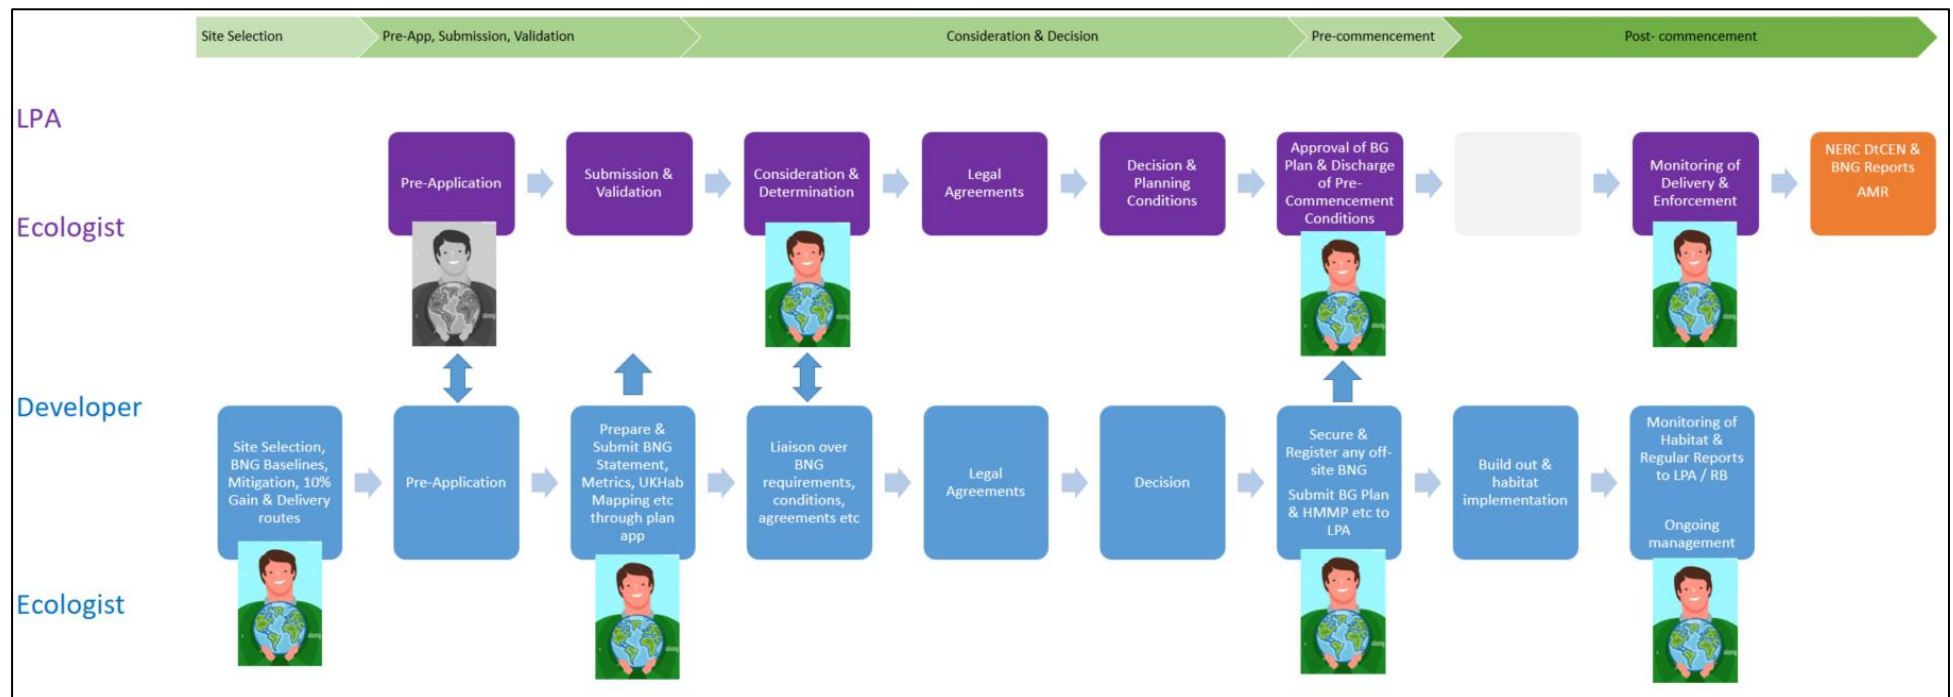 Site Selection
Pre-App, Submission, Validation
Consideration & Decision
Pre-commencement
Post- commencement
LPA
Pre-Application
Submission &
Validation
Consideration &
Determination
Legal
Agreements
Decision &
Planning
Conditions
Approval of BG
Plan & Discharge
of Pre-
Commencement
Conditions
Monitoring of
Delivery &
Enforcement
NERC DtCEN &
BNG Reports
AMR
Ecologist
Developer
Site Selection,
BNG Baselines,
Mitigation, 10%
Gain & Delivery
routes
Pre-Application
Prepare &
Submit BNG
Statement,
Metrics, UKHab
Mapping etc
through plan
app
Liaison over
BNG
requirements,
conditions,
agreements etc
Legal
Agreements
Decision
Secure &
Register any off-
site BNG
Submit BG Plan
& HMMP etc to
LPA
Build out &
habitat
implementation
Monitoring of
Habitat &
Regular Reports
to LPA / RB
Ongoing
management
Ecologist